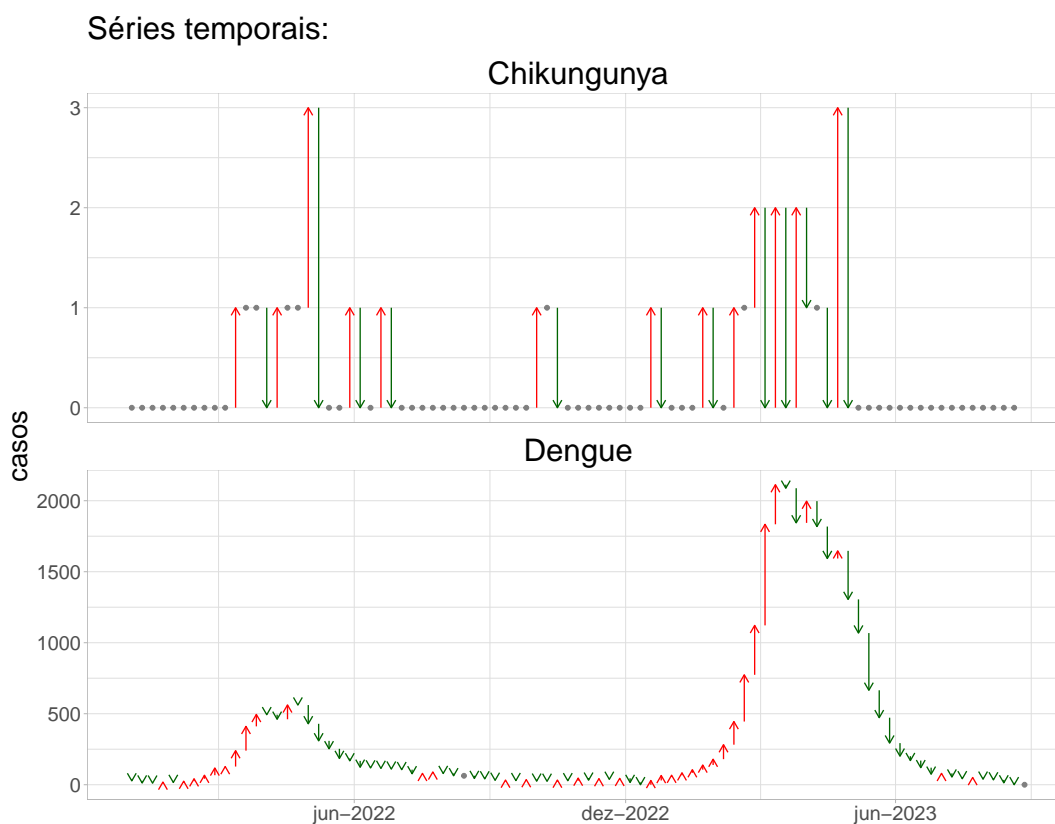 Séries temporais:
Chikungunya
3
2
1
0
casos
Dengue
2000
1500
1000
500
0
jun−2022
dez−2022
jun−2023